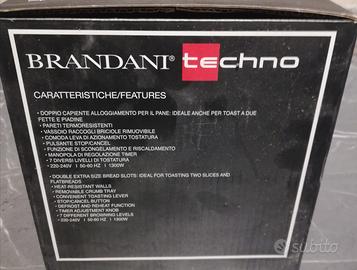 BRANDANI® techno
CARATTERISTICHE/FEATURES
• DOPPIO CAPIENTE ALLOGGIAMENTO PER IL PANE: IDEALE ANCHE PER TOAST A DUE
FETTE E PIADINE
• PARETI TERMORESISTENTI
• VASSOIO RACCOGLI BRICIOLE RIMUOVIBILE
• COMODA LEVA DI AZIONAMENTO TOSTATURA
• PULSANTE STOP/CANCEL
• FUNZIONE DI SCONGELAMENTO E RISCALDAMENTO
• MANOPOLA DI REGOLAZIONE TIMER
• 7 DIVERSI LIVELLI DI TOSTATURA
• 220-240V | 50-60 HZ | 1300W
• DOUBLE EXTRA SIZE BREAD SLOTS: IDEAL FOR TOASTING TWO SLICES AND
FLATBREADS
• HEAT-RESISTANT WALLS
• REMOVABLE CRUMB TRAY
• CONVENIENT TOASTING LEVER
• STOP/CANCEL BUTTON
• DEFROST AND REHEAT FUNCTION
• TIMER ADJUSTMENT KNOB
• 7 DIFFERENT BROWNING LEVELS
• 220-240V | 50-60 HZ | 1300W
subito